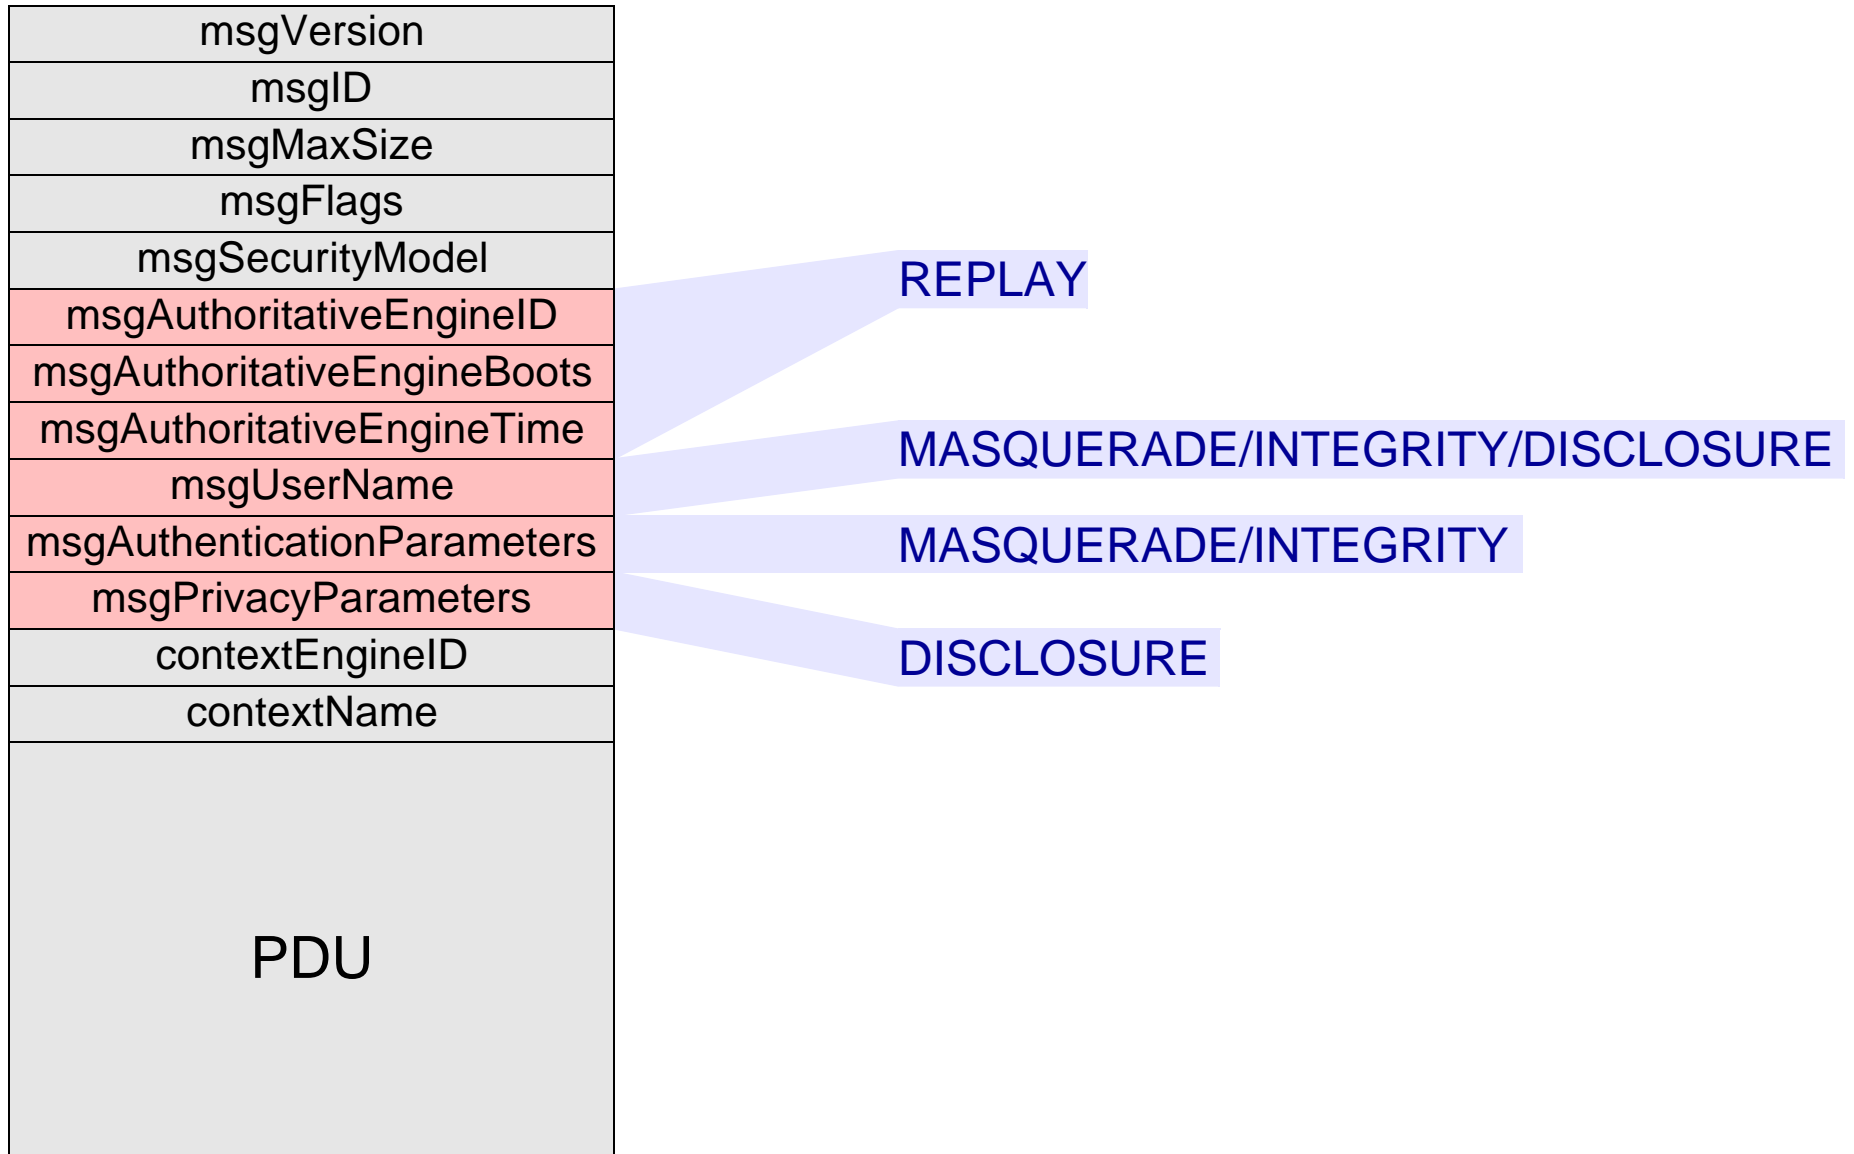 msgVersion
msgID
msgMaxSize
msgFlags
msgSecurityModel
msgAuthoritativeEngineID
msgAuthoritativeEngineBoots
msgAuthoritativeEngineTime
msgUserName
msgAuthenticationParameters
msgPrivacyParameters
contextEngineID
contextName
PDU
REPLAY
MASQUERADE/INTEGRITY/DISCLOSURE
MASQUERADE/INTEGRITY
DISCLOSURE